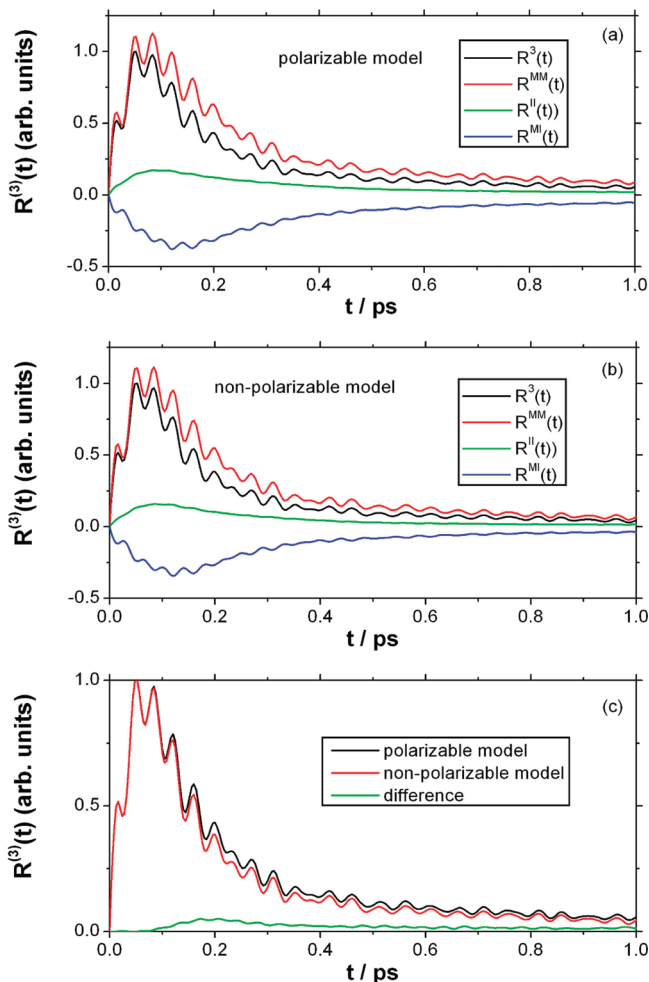 (a)
polarizable model
R³(t)
R^MM(t)
R^II(t))
R^MI(t)
1.0
0.5
0.0
-0.5
R⁽³⁾(t) (arb. units)
0.0 0.2 0.4 0.6 0.8 1.0
t / ps
(b)
non-polarizable model
R³(t)
R^MM(t)
R^II(t))
R^MI(t)
1.0
0.5
0.0
-0.5
R⁽³⁾(t) (arb. units)
0.0 0.2 0.4 0.6 0.8 1.0
t / ps
(c)
polarizable model
non-polarizable model
difference
1.0
0.5
0.0
R⁽³⁾(t) (arb. units)
0.0 0.2 0.4 0.6 0.8 1.0
t / ps